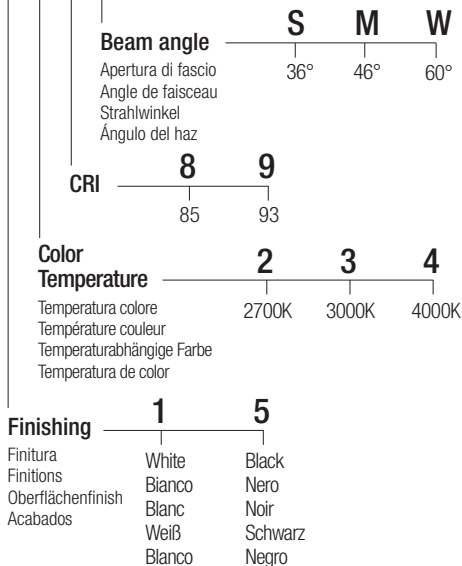 S M W
Beam angle
36° 46° 60°
Apertura di fascio
Angle de faisceau
Strahlwinkel
Ángulo del haz
8 9
CRI
85 93
Color
Temperature
2 3 4
2700K 3000K 4000K
Temperatura colore
Température couleur
Temperaturabhängige Farbe
Temperatura de color
1 5
Finishing
Finitura
Finitions
Oberflächenfinish
Acabados
White
Bianco
Blanc
Weiß
Blanco
Black
Nero
Noir
Schwarz
Negro